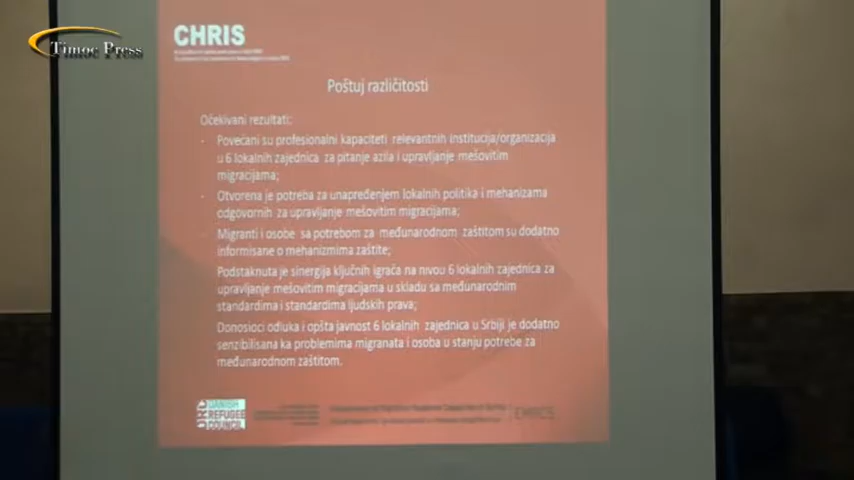 Timoc Press
CHRIS
Poštuj različitosti
Očekivani rezultati:
- Povećani su profesionalni kapaciteti relevantnih institucija/organizacija
u 6 lokalnih zajednica za pitanje azila i upravljanje mešovitim
migracijama;
- Otvorena je potreba za unapređenjem lokalnih politika i mehanizama
odgovornih za upravljanje mešovitim migracijama;
- Migranti i osobe sa potrebom za međunarodnom zaštitom su dodatno
informisane o mehanizmima zaštite;
Podstaknuta je sinergija ključnih igrača na nivou 6 lokalnih zajednica za
upravljanje mešovitim migracijama u skladu sa međunarodnim
standardima i standardima ljudskih prava;
Donosioci odluka i opšta javnost 6 lokalnih zajednica u Srbiji je dodatno
senzibilisana ka problemima migranata i osoba u stanju potrebe za
međunarodnom zaštitom.
DANISH
REFUGEE
COUNCIL